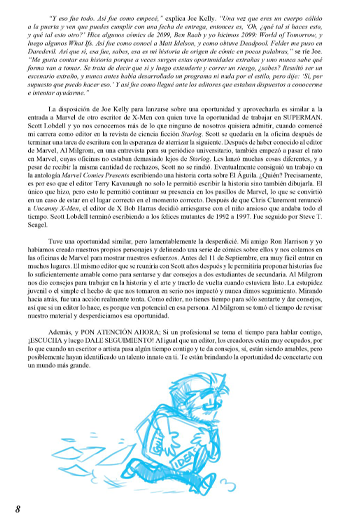 "Y eso fue todo. Así fue como empecé," explica Joe Kelly. "Una vez que eres un cuerpo cálido
a la puerta y ven que puedes cumplir con una fecha de entrega, entonces es, 'Oh, ¿qué tal si haces esto,
y qué tal esto otro?' Hice algunos cómics de 2099, Ben Raab y yo hicimos 2099: World of Tomorrow, y
luego algunos What Ifs. Así fue como conocí a Matt Idelson, y como obtuve Deadpool. Felder me puso en
Daredevil. Así que sí, esa fue, sabes, esa es mi historia de origen de cómic en pocas palabras," se ríe Joe.
"Me gusta contar esa historia porque a veces surgen estas oportunidades extrañas y uno nunca sabe qué
forma van a tomar. Se trata de decir que sí y luego extenderte y correr un riesgo, ¿sabes? Resultó ser un
escenario extraño, y nunca antes había desarrollado un programa ni nada por el estilo, pero dije: 'Sí, por
supuesto que puedo hacer eso.' Y así fue como llegué ante los editores que estaban dispuestos a conocerme
e intentar ayudarme."
La disposición de Joe Kelly para lanzarse sobre una oportunidad y aprovecharla es similar a la
entrada a Marvel de otro escritor de X-Men con quien tuve la oportunidad de trabajar en SUPERMAN.
Scott Lobdell y yo nos conocemos más de lo que ninguno de nosotros quisiera admitir, cuando comencé
mi carrera como editor en la revista de ciencia ficción Starlog. Scott se quedaría en la oficina después de
terminar una tarea de escritura con la esperanza de aterrizar la siguiente. Después de haber conocido al editor
de Marvel, Al Milgrom, en una entrevista para su periódico universitario, también empezó a pasar el rato
en Marvel, cuyas oficinas no estaban demasiado lejos de Starlog. Les lanzó muchas cosas diferentes, y a
pesar de recibir la misma cantidad de rechazos, Scott no se rindió. Eventualmente consiguió un trabajo en
la antología Marvel Comics Presents escribiendo una historia corta sobre El Águila. ¿Quién? Precisamente,
es por eso que el editor Terry Kavanagh no solo le permitió escribir la historia sino también dibujarla. El
único que hizo, pero esto le permitió continuar su presencia en los pasillos de Marvel, lo que se convirtió
en un caso de estar en el lugar correcto en el momento correcto. Después de que Chris Claremont renunció
a Uncanny X-Men, el editor de X Bob Harras decidió arriesgarse con el niño ansioso que andaba todo el
tiempo. Scott Lobdell terminó escribiendo a los felices mutantes de 1992 a 1997. Fue seguido por Steve T.
Seagel.
Tuve una oportunidad similar, pero lamentablemente la desperdicié. Mi amigo Ron Harrison y yo
habíamos creado nuestros propios personajes y delineando una serie de cómics sobre ellos y nos colamos en
las oficinas de Marvel para mostrar nuestros esfuerzos. Antes del 11 de Septiembre, era muy fácil entrar en
muchos lugares. El mismo editor que se reuniría con Scott años después y le permitiría proponer historias fue
lo suficientemente amable como para sentarse y dar consejos a dos estudiantes de secundaria. Al Milgrom
nos dio consejos para trabajar en la historia y el arte y traerlo de vuelta cuando estuviera listo. La estupidez
juvenil o el simple el hecho de que nos tomaron en serio nos impactó y nunca dimos seguimiento. Mirando
hacia atrás, fue una acción realmente tonta. Como editor, no tienes tiempo para sólo sentarte y dar consejos,
así que si un editor lo hace, es porque ven potencial en esa persona. Al Milgrom se tomó el tiempo de revisar
nuestro material y desperdiciamos esa oportunidad.
Además, y PON ATENCIÓN AHORA; Si un profesional se toma el tiempo para hablar contigo,
¡ESCUCHA y luego DALE SEGUIMIENTO! Al igual que un editor, los creadores están muy ocupados, por
lo que cuando un escritor o artista pasa algún tiempo contigo y te da consejos, sí, están siendo amables, pero
posiblemente hayan identificado un talento innato en ti. Te están brindando la oportunidad de conectarte con
un mundo más grande.
8